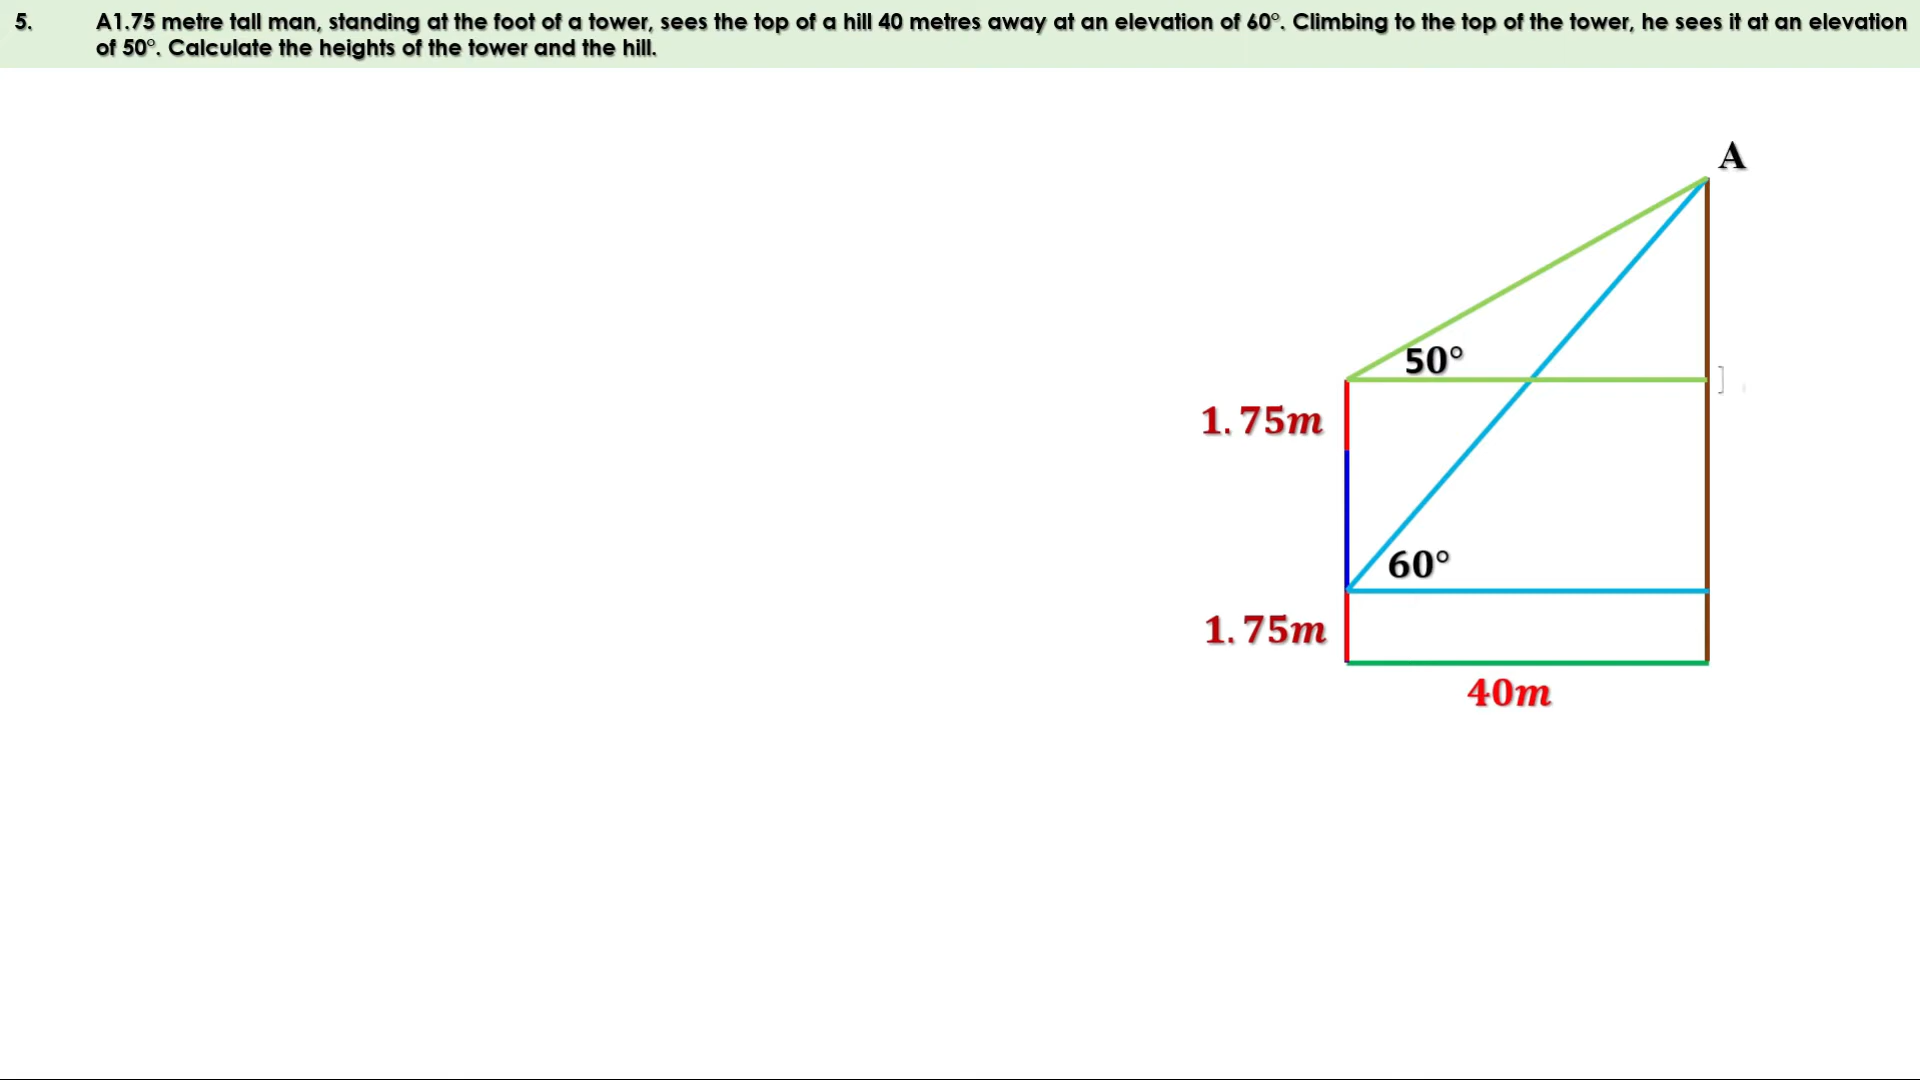 5. A1.75 metre tall man, standing at the foot of a tower, sees the top of a hill 40 metres away at an elevation of 60°. Climbing to the top of the tower, he sees it at an elevation
of 50°. Calculate the heights of the tower and the hill.
A
50°
1.75m
60°
1.75m
40m